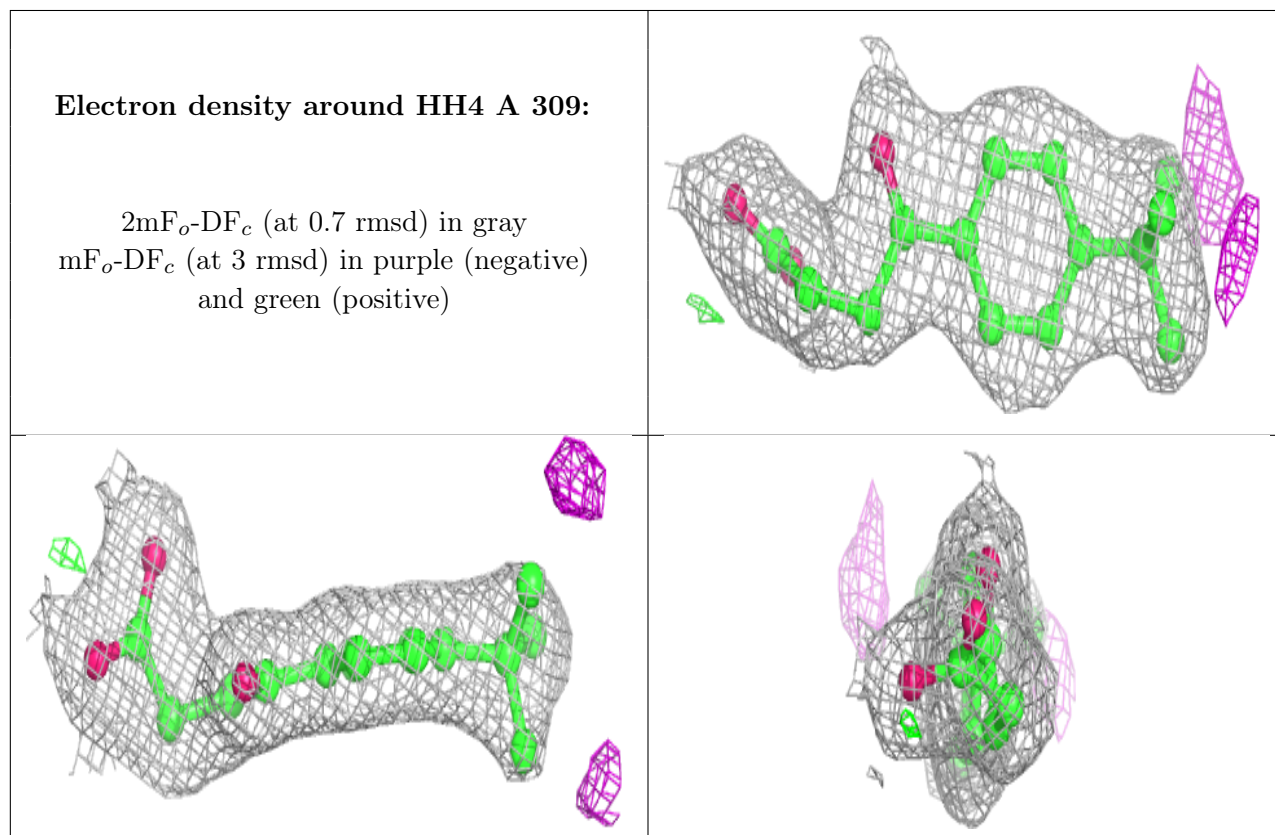 Electron density around HH4 A 309:
2mFo-DFc (at 0.7 rmsd) in gray
mFo-DFc (at 3 rmsd) in purple (negative)
and green (positive)